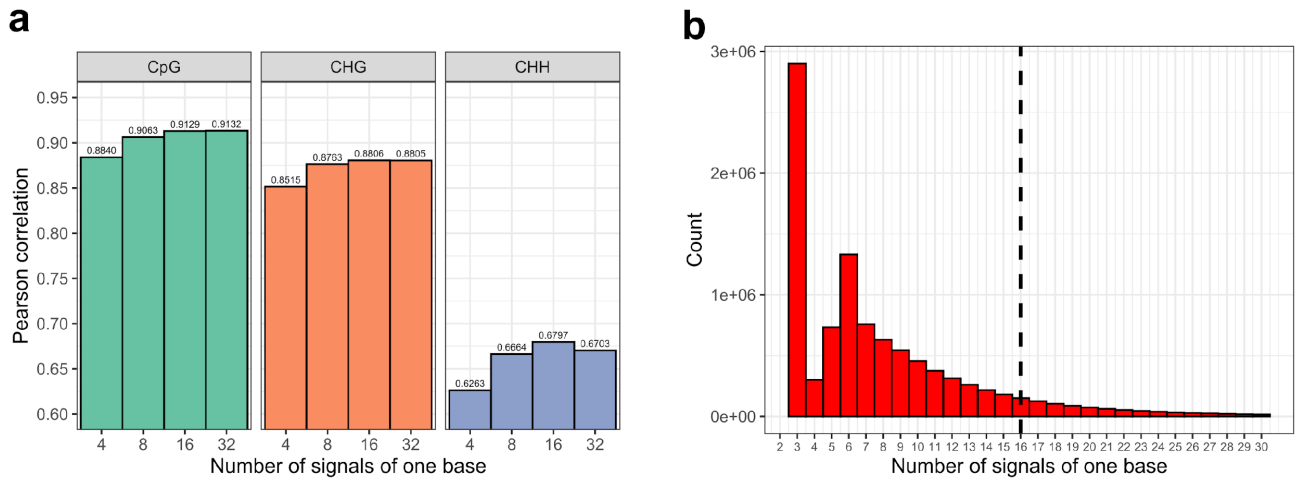 a
CpG
CHG
CHH
0.95
0.90
0.85
0.80
0.75
0.70
0.65
0.60
Pearson correlation
0.8840
0.9063
0.9129
0.9132
0.8515
0.8763
0.8806
0.8805
0.6263
0.6664
0.6797
0.6703
4 8 16 32
4 8 16 32
4 8 16 32
Number of signals of one base
b
3e+06
2e+06
1e+06
0e+00
Count
2 3 4 5 6 7 8 9 10 11 12 13 14 15 16 17 18 19 20 21 22 23 24 25 26 27 28 29 30
Number of signals of one base